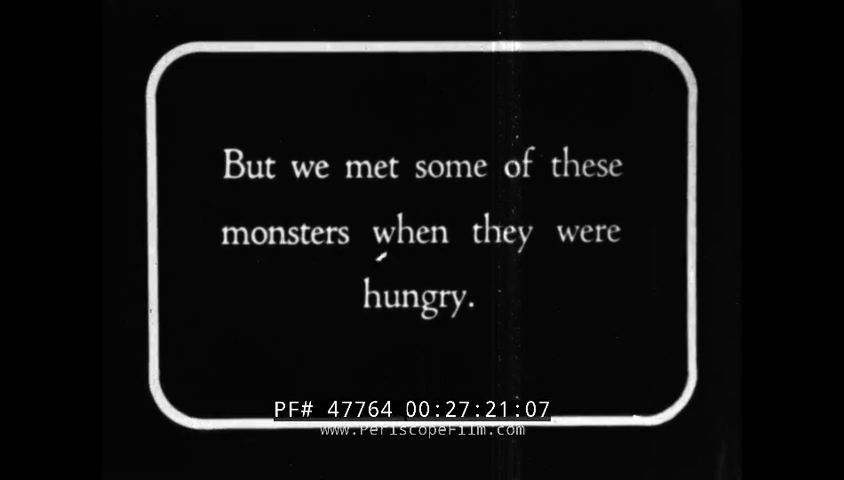 But we met some of these
monsters when they were
hungry.
PF# 47764 00:27:21:07
www.PeriscopeFilm.com